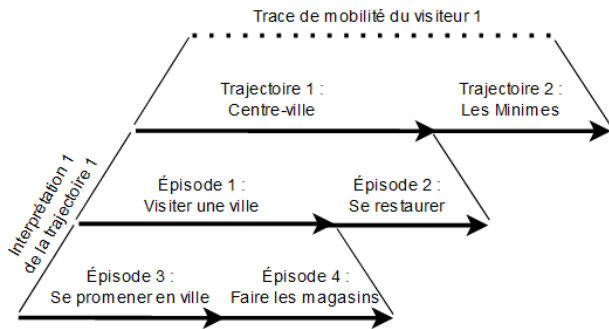 Trace de mobilité du visiteur 1
Trajectoire 1 :
Centre-ville
Trajectoire 2 :
Les Minimes
Interprétation 1
de la trajectoire 1
Épisode 1 :
Visiter une ville
Épisode 2 :
Se restaurer
Épisode 3 :
Se promener en ville
Épisode 4 :
Faire les magasins